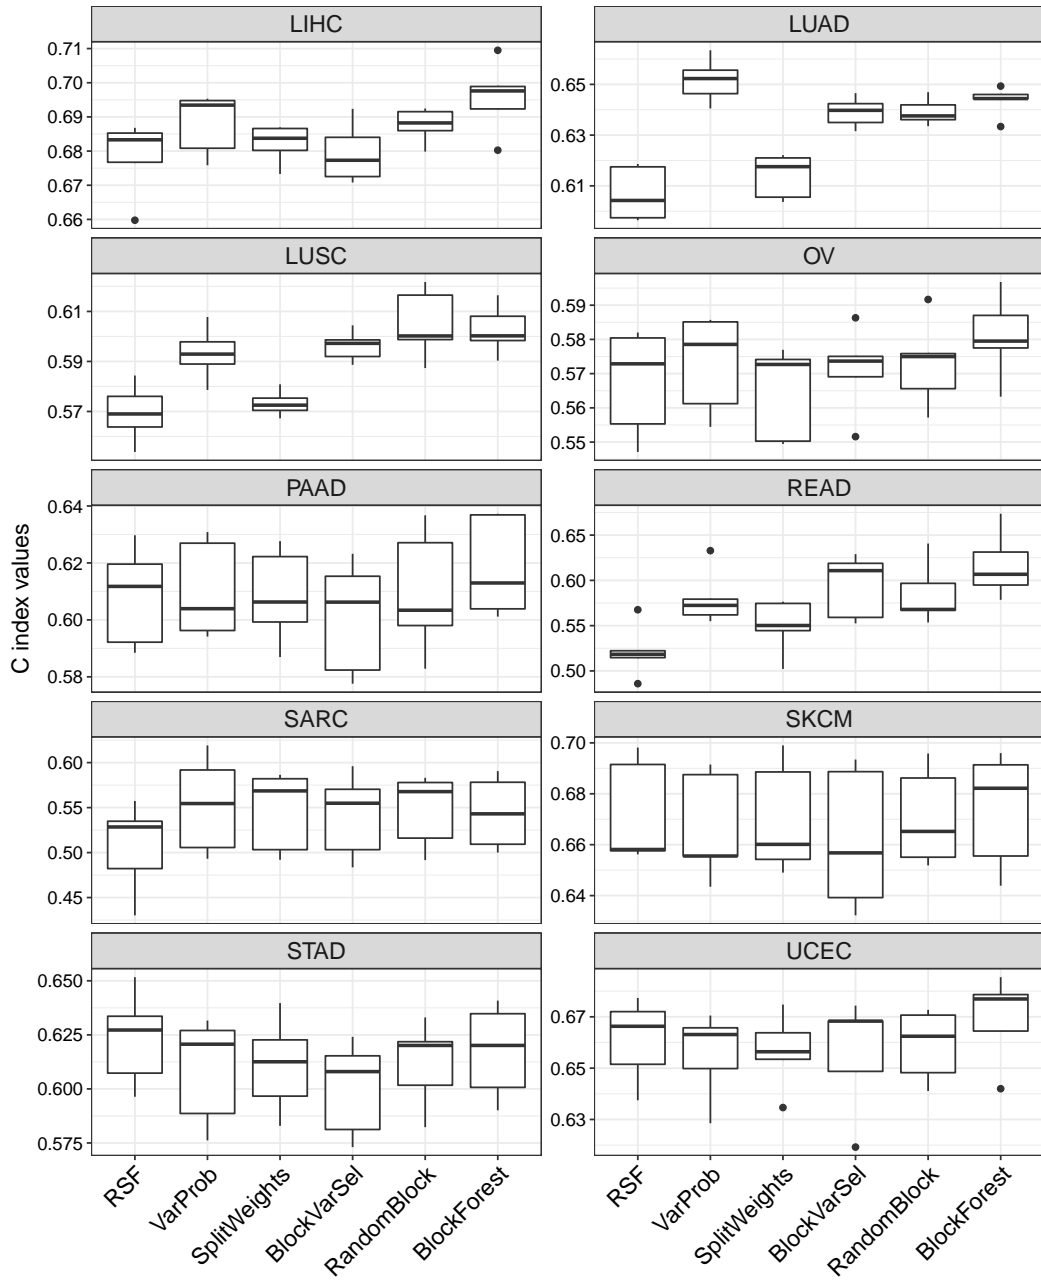 LIHC
0.71
0.70
0.69
0.68
0.67
0.66
LUAD
0.65
0.63
0.61
LUSC
0.61
0.59
0.57
OV
0.59
0.58
0.57
0.56
0.55
C index values
PAAD
0.64
0.62
0.60
0.58
READ
0.65
0.60
0.55
0.50
SARC
0.60
0.55
0.50
0.45
SKCM
0.70
0.68
0.66
0.64
STAD
0.650
0.625
0.600
0.575
UCEC
0.67
0.65
0.63
RSF
VarProb
SplitWeights
BlockVarSel
RandomBlock
BlockForest
RSF
VarProb
SplitWeights
BlockVarSel
RandomBlock
BlockForest